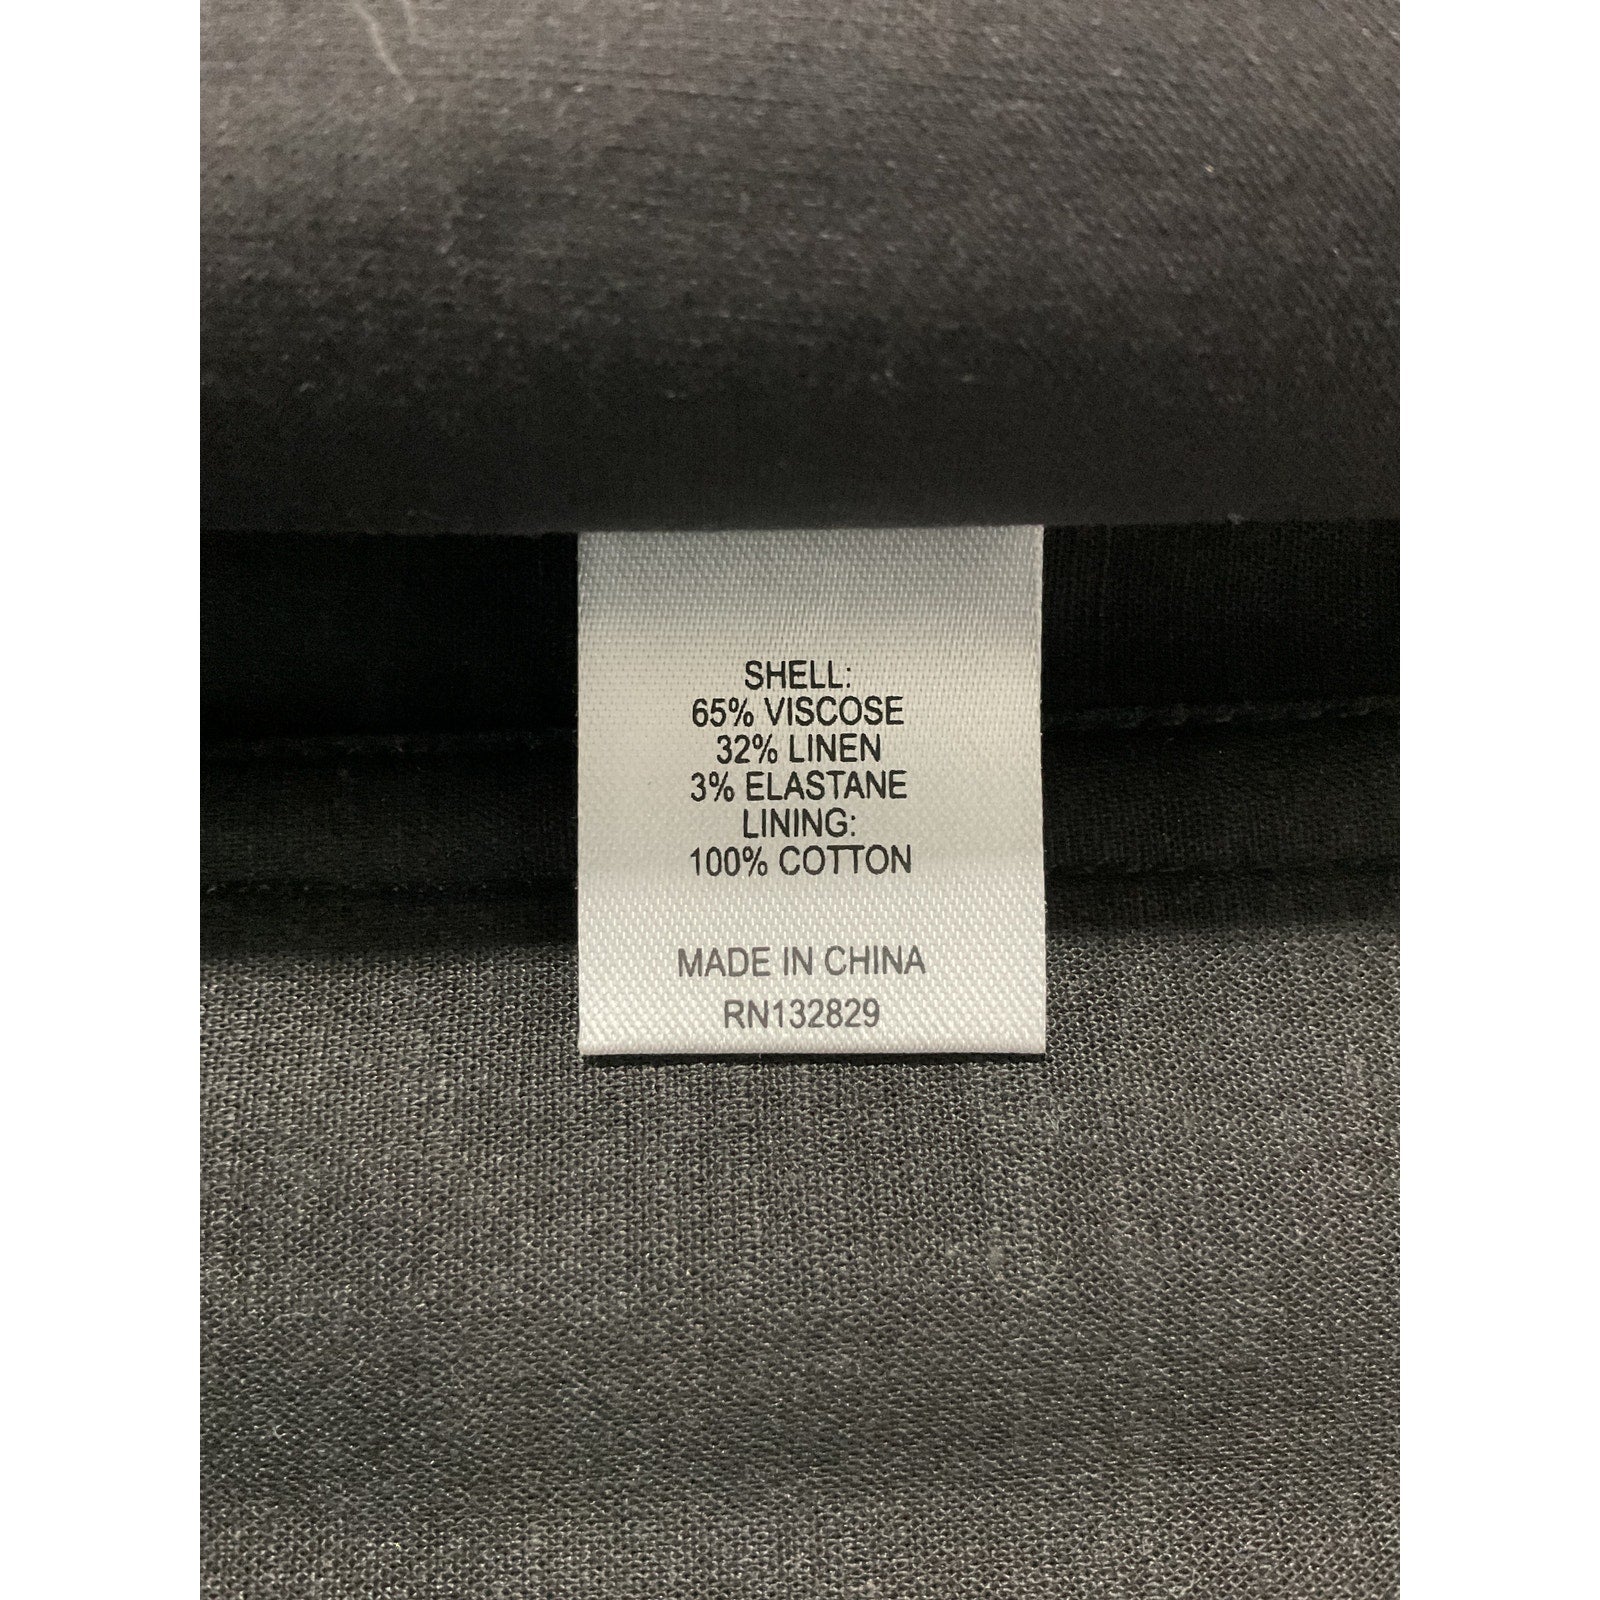 SHELL:
65% VISCOSE
32% LINEN
3% ELASTANE
LINING:
100% COTTON
MADE IN CHINA
RN132829